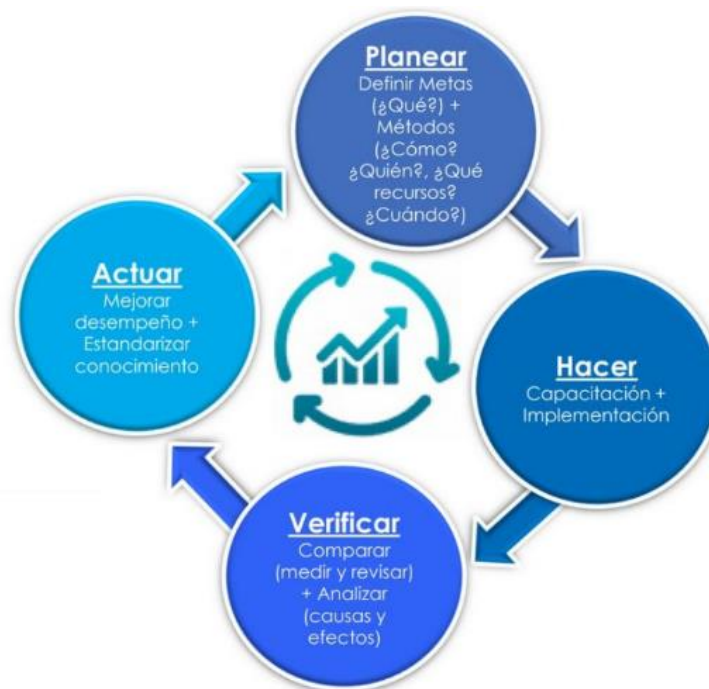 Planear
Definir Metas
(¿Qué?) +
Métodos
(¿Cómo?
¿Quién?, ¿Qué
recursos?
¿Cuándo?)
Hacer
Capacitación +
Implementación
Verificar
Comparar
(medir y revisar)
+ Analizar
(causas y
efectos)
Actuar
Mejorar
desempeño +
Estandarizar
conocimiento